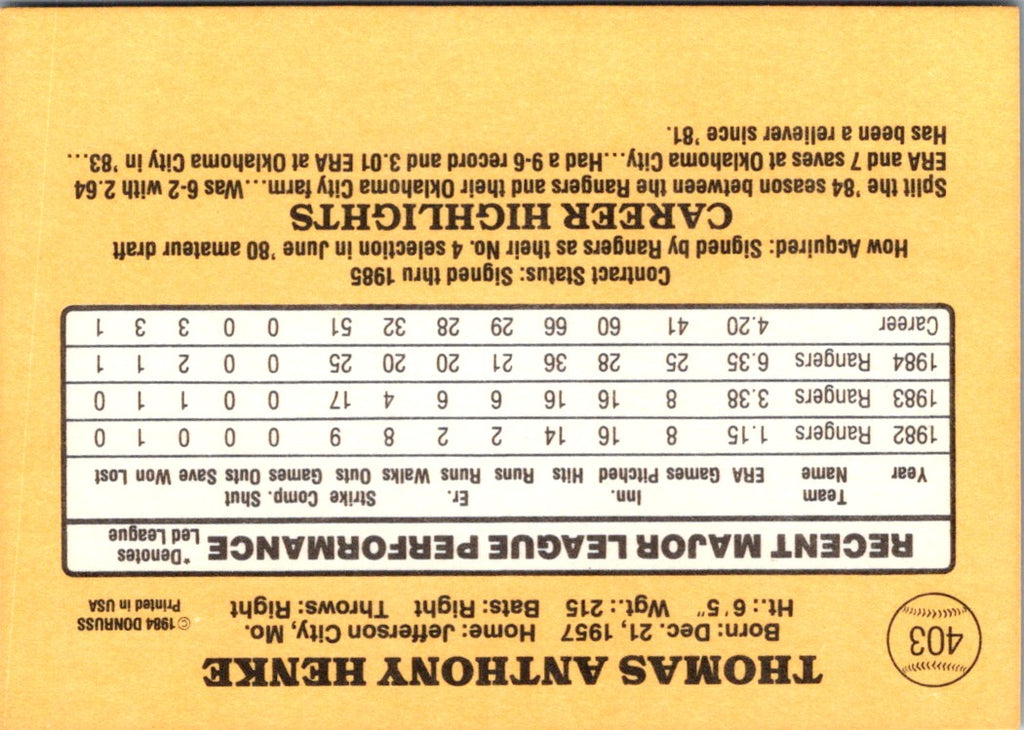 403
THOMAS ANTHONY HENKE
Born: Dec. 21, 1957 Home: Jefferson City, Mo.
Ht.: 6'5" Wgt.: 215 Bats: Right Throws: Right
© 1984 DONRUSS
Printed in USA
RECENT MAJOR LEAGUE PERFORMANCE *Denotes Led League
Year Team Name ERA Games Inn. Pitched Hits Runs Er. Runs Walks Strike Outs Comp. Games Shut Outs Save Won Lost
1982 Rangers 1.15 8 16 14 2 2 8 9 0 0 0 1 0
1983 Rangers 3.38 8 16 16 6 6 4 17 0 0 1 1 0
1984 Rangers 6.35 25 28 36 21 20 20 25 0 0 2 1 1
Career 4.20 41 60 66 29 28 32 51 0 0 3 3 1
Contract Status: Signed thru 1985
How Acquired: Signed by Rangers as their No. 4 selection in June '80 amateur draft
CAREER HIGHLIGHTS
Split the '84 season between the Rangers and their Oklahoma City farm...Was 6-2 with 2.64
ERA and 7 saves at Oklahoma City...Had a 9-6 record and 3.01 ERA at Oklahoma City in '83...
Has been a reliever since '81.